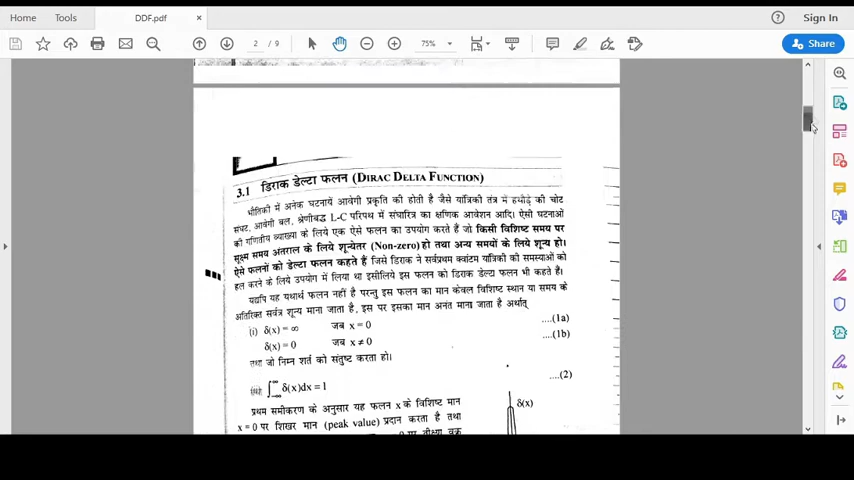 Home Tools DDF.pdf × ? Sign In
2 / 9 75% Share
3.1 डिराक डेल्टा फलन (DIRAC DELTA FUNCTION)
भौतिकी में अनेक घटनायें आवेगी प्रकृति की होती है जैसे यांत्रिकी तंत्र में हथौड़े की चोट
संघट, आवेगी बल, श्रेणीबद्ध L-C परिपथ में संधारित्र का क्षणिक आवेशन आदि। ऐसी घटनाओं
की गणितीय व्याख्या के लिये एक ऐसे फलन का उपयोग करते हैं जो किसी विशिष्ट समय पर
सूक्ष्म समय अंतराल के लिये शून्येतर (Non-zero) हो तथा अन्य समयों के लिये शून्य हो।
ऐसे फलनों को डेल्टा फलन कहते हैं जिसे डिराक ने सर्वप्रथम क्वांटम यांत्रिकी की समस्याओं को
हल करने के लिये उपयोग में लिया था इसीलिये इस फलन को डिराक डेल्टा फलन भी कहते हैं।
यद्यपि यह यथार्थ फलन नहीं है परन्तु इस फलन का मान केवल विशिष्ट स्थान या समय के
अतिरिक्त सर्वत्र शून्य माना जाता है, इस पर इसका मान अनंत माना जाता है अर्थात्
(i) δ(x) = ∞ जब x = 0 ....(1a)
δ(x) = 0 जब x ≠ 0 ....(1b)
तथा जो निम्न शर्त को संतुष्ट करता हो।
(ii) ∫_{-∞}^{∞} δ(x)dx = 1 ....(2)
प्रथम समीकरण के अनुसार यह फलन x के विशिष्ट मान
δ(x)
x = 0 पर शिखर मान (peak value) प्रदान करता है तथा